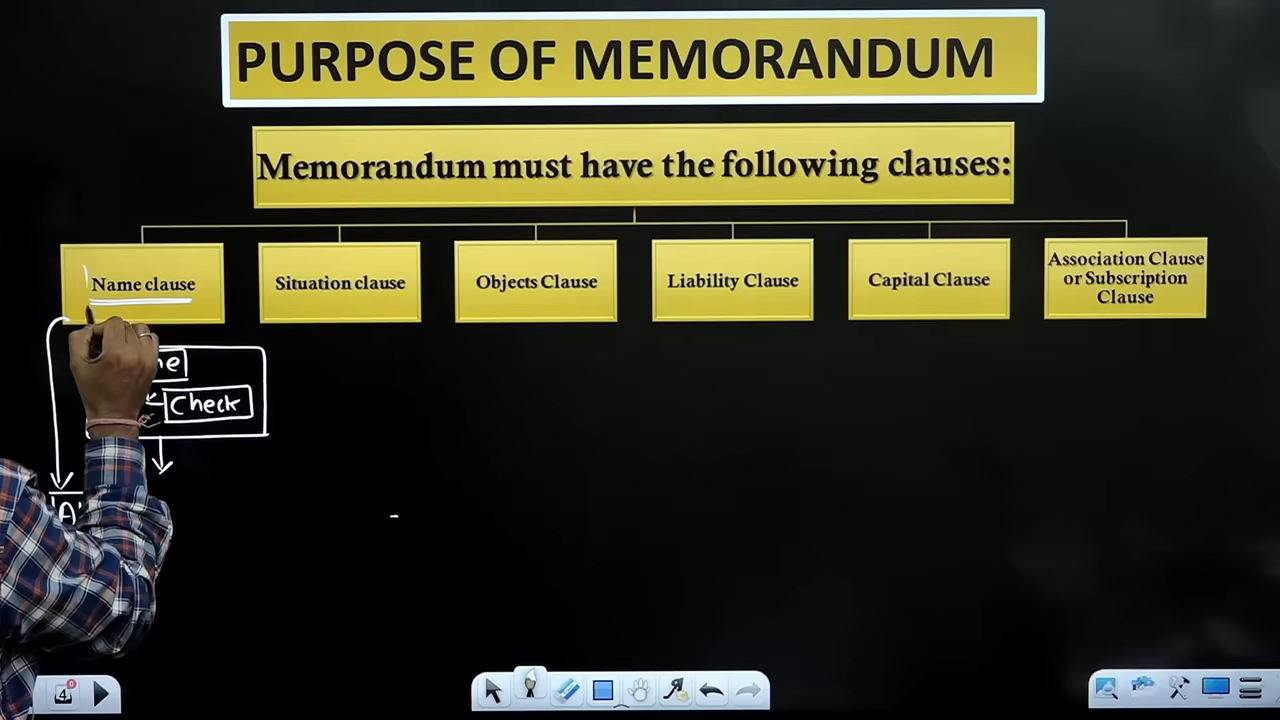 PURPOSE OF MEMORANDUM
Memorandum must have the following clauses:
Name clause
Situation clause
Objects Clause
Liability Clause
Capital Clause
Association Clause
or Subscription
Clause
Check
'A'
4
0